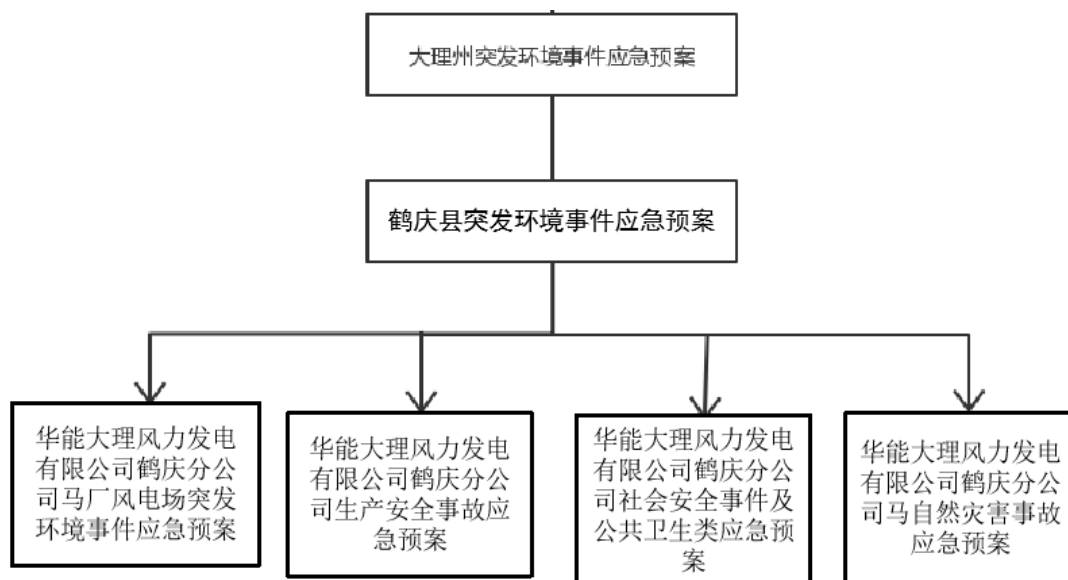 大理州突发环境事件应急预案
鹤庆县突发环境事件应急预案
华能大理风力发电
有限公司鹤庆分公
司马厂风电场突发
环境事件应急预案
华能大理风力发电
有限公司鹤庆分公
司生产安全事故应
急预案
华能大理风力发电
有限公司鹤庆分公
司社会安全事件及
公共卫生类应急预
案
华能大理风力发电
有限公司鹤庆分公
司马自然灾害事故
应急预案